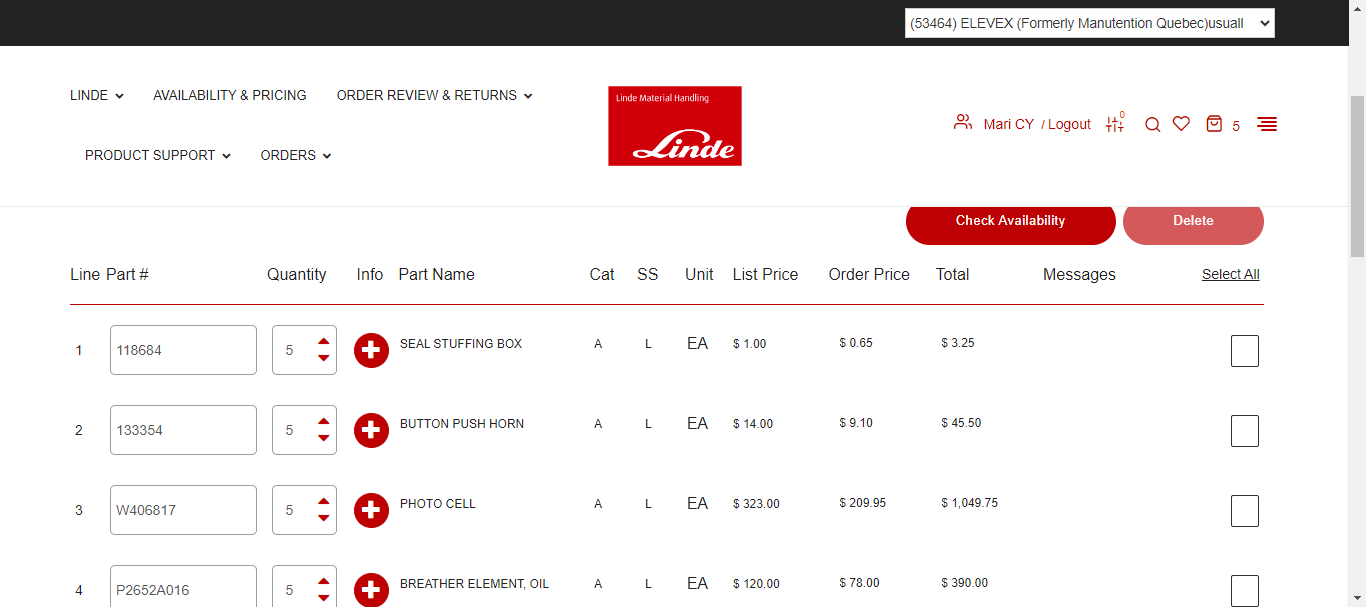 (53464) ELEVEX (Formerly Manutention Quebec)usuall
LINDE AVAILABILITY & PRICING ORDER REVIEW & RETURNS
PRODUCT SUPPORT ORDERS
Linde Material Handling
Linde
Mari CY / Logout 0 5
Check Availability Delete
Line Part # Quantity Info Part Name Cat SS Unit List Price Order Price Total Messages Select All
1 118684 5 SEAL STUFFING BOX A L EA $ 1.00 $ 0.65 $ 3.25
2 133354 5 BUTTON PUSH HORN A L EA $ 14.00 $ 9.10 $ 45.50
3 W406817 5 PHOTO CELL A L EA $ 323.00 $ 209.95 $ 1,049.75
4 P2652A016 5 BREATHER ELEMENT, OIL A L EA $ 120.00 $ 78.00 $ 390.00